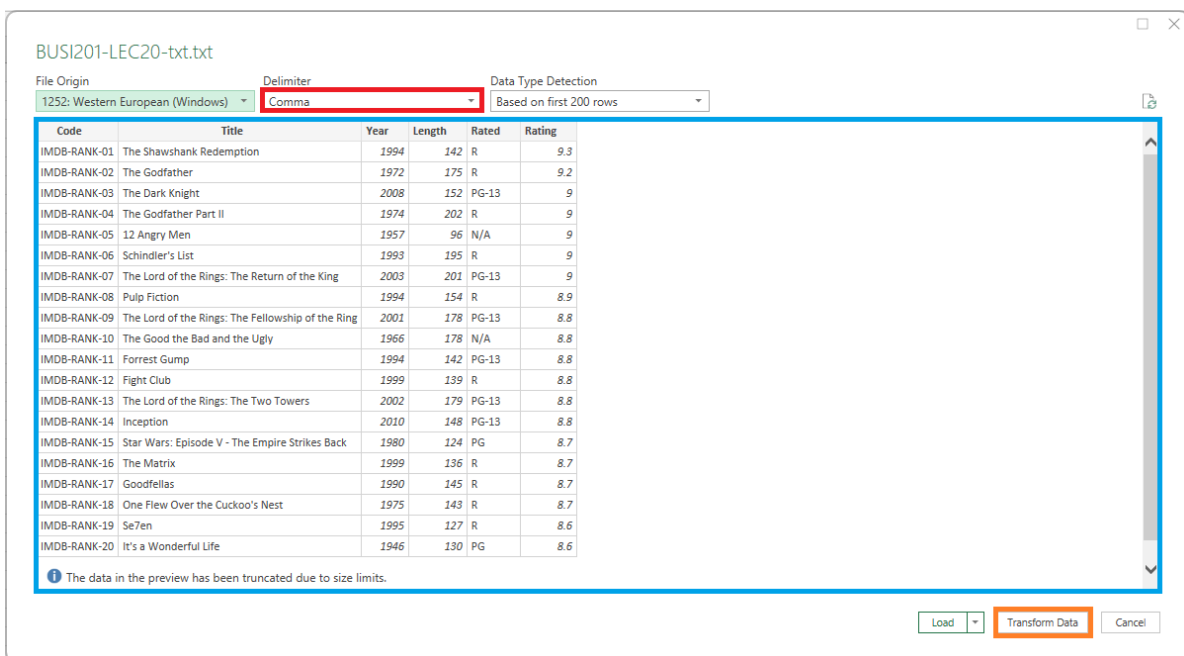 BUSI201-LEC20-txt.txt
File Origin Delimiter Data Type Detection
1252: Western European (Windows) Comma Based on first 200 rows
Code Title Year Length Rated Rating
IMDB-RANK-01 The Shawshank Redemption 1994 142 R 9.3
IMDB-RANK-02 The Godfather 1972 175 R 9.2
IMDB-RANK-03 The Dark Knight 2008 152 PG-13 9
IMDB-RANK-04 The Godfather Part II 1974 202 R 9
IMDB-RANK-05 12 Angry Men 1957 96 N/A 9
IMDB-RANK-06 Schindler's List 1993 195 R 9
IMDB-RANK-07 The Lord of the Rings: The Return of the King 2003 201 PG-13 9
IMDB-RANK-08 Pulp Fiction 1994 154 R 8.9
IMDB-RANK-09 The Lord of the Rings: The Fellowship of the Ring 2001 178 PG-13 8.8
IMDB-RANK-10 The Good the Bad and the Ugly 1966 178 N/A 8.8
IMDB-RANK-11 Forrest Gump 1994 142 PG-13 8.8
IMDB-RANK-12 Fight Club 1999 139 R 8.8
IMDB-RANK-13 The Lord of the Rings: The Two Towers 2002 179 PG-13 8.8
IMDB-RANK-14 Inception 2010 148 PG-13 8.8
IMDB-RANK-15 Star Wars: Episode V - The Empire Strikes Back 1980 124 PG 8.7
IMDB-RANK-16 The Matrix 1999 136 R 8.7
IMDB-RANK-17 Goodfellas 1990 145 R 8.7
IMDB-RANK-18 One Flew Over the Cuckoo's Nest 1975 143 R 8.7
IMDB-RANK-19 Se7en 1995 127 R 8.6
IMDB-RANK-20 It's a Wonderful Life 1946 130 PG 8.6
The data in the preview has been truncated due to size limits.
Load Transform Data Cancel